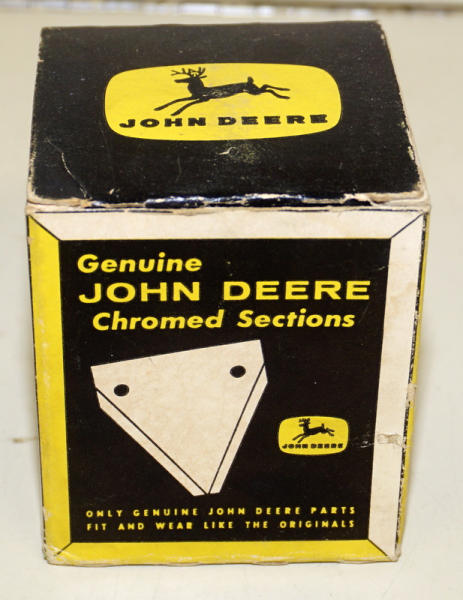 JOHN DEERE
Genuine
JOHN DEERE
Chromed Sections
JOHN DEERE
ONLY GENUINE JOHN DEERE PARTS
FIT AND WEAR LIKE THE ORIGINALS